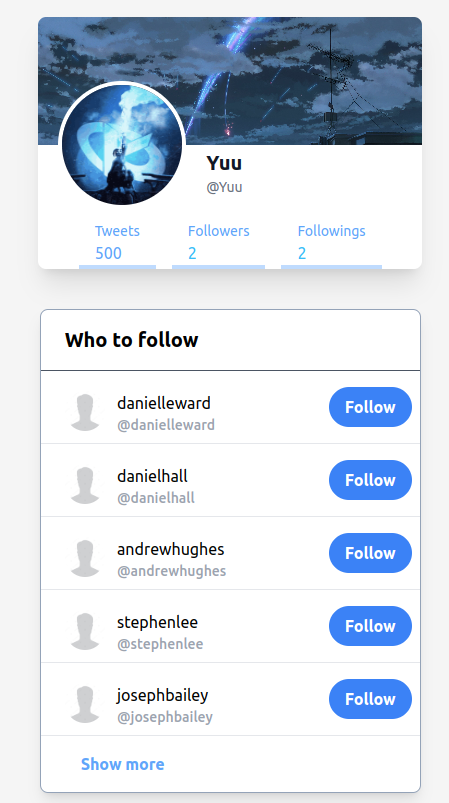 Yuu
@Yuu
Tweets Followers Followings
500 2 2
Who to follow
danielleward
@danielleward
Follow
danielhall
@danielhall
Follow
andrewhughes
@andrewhughes
Follow
stephenlee
@stephenlee
Follow
josephbailey
@josephbailey
Follow
Show more